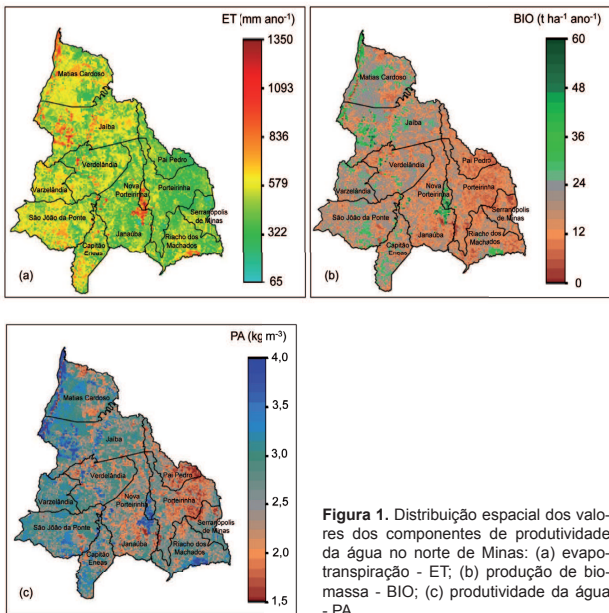 ET (mm ano-¹)
1350
1093
836
579
322
65
Matias Cardoso
Jaíba
Verdelândia
Pai Pedro
Varzelândia
Nova
Porteirinha
Porteirinha
Serranópolis
de Minas
São João da Ponte
Janaúba
Riacho dos
Machados
Capitão
Enéas
(a)
BIO (t ha-¹ ano-¹)
60
48
36
24
12
0
Matias Cardoso
Jaíba
Verdelândia
Pai Pedro
Varzelândia
Nova
Porteirinha
Porteirinha
Serranópolis
de Minas
São João da Ponte
Janaúba
Riacho dos
Machados
Capitão
Enéas
(b)
PA (kg m-³)
4,0
3,5
3,0
2,5
2,0
1,5
Matias Cardoso
Jaíba
Verdelândia
Pai Pedro
Varzelândia
Nova
Porteirinha
Porteirinha
Serranópolis
de Minas
São João da Ponte
Janaúba
Riacho dos
Machados
Capitão
Enéas
(c)
Figura 1. Distribuição espacial dos valo-
res dos componentes de produtividade
da água no norte de Minas: (a) evapo-
transpiração - ET; (b) produção de bio-
massa - BIO; (c) produtividade da água
- PA